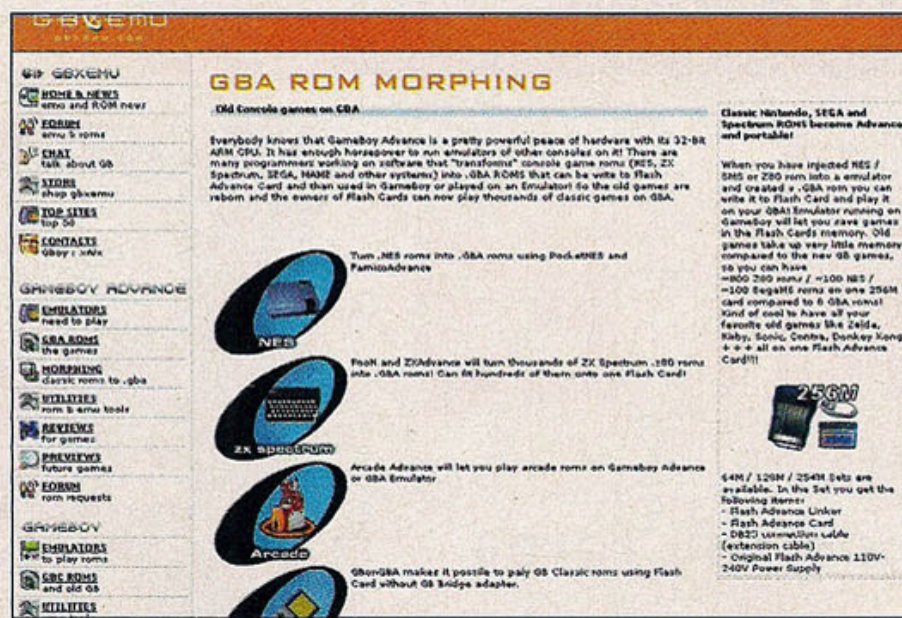 GBXEMU
gbxemu.com
GBXEMU
HOME & NEWS
emu and ROM news
FORUM
emu & roms
CHAT
talk about GB
STORE
shop gbxemu
TOP SITES
top 50
CONTACTS
GAMEBOY ADVANCE
EMULATORS
need to play
GBA ROMS
the games
MORPHING
classic roms to .gba
UTILITIES
rom & emu tools
REVIEWS
for games
PREVIEWS
future games
FORUM
rom requests
GAMEBOY
EMULATORS
to play roms
GBC ROMS
and old GB
UTILITIES
GBA ROM MORPHING
Old Console games on GBA
Everybody knows that Gameboy Advance is a pretty powerful peace of hardware with its 32-bit
ARM CPU. It has enough horsepower to run emulators of other consoles on it! There are
many programmers working on software that "transforms" console game roms (NES, ZX
Spectrum, SEGA, MAME and other systems) into .GBA ROMS that can be write to Flash
Advance Card and than used in Gameboy or played on an Emulator! So the old games are
reborn and the owners of Flash Cards can now play thousands of classic games on GBA.
NES
Turn .NES roms into .GBA roms using PocketNES and
FamicoAdvance
zx spectrum
FooN and ZXAdvance will turn thousands of ZX Spectrum .z80 roms
into .GBA roms! Can fit hundreds of them onto one Flash Card!
Arcade
Arcade Advance will let you play arcade roms on Gameboy Advance
or GBA Emulator
GBonGBA makes it possile to paly GB Classic roms using Flash
Card without GB Bridge adapter.
Classic Nintendo, SEGA and
Spectrum ROMS become Advance
and portable!
When you have injected NES /
SMS or Z80 rom into a emulator
and created a .GBA rom you can
write it to Flash Card and play it
on your GBA! Emulator running on
GameBoy will let you save games
in the Flash Cards memory. Old
games take up very little memory
compared to the new GB games,
so you can have
~800 Z80 roms / ~100 NES /
~100 SegaMS roms on one 256M
card compared to 6 GBA roms!
Kind of cool to have all your
favorite old games like Zelda,
Kirby, Sonic, Contra, Donkey Kong
+ + + all on one Flash Advance
Card!!!
256M
64M / 128M / 256M Sets are
available. In the Set you get the
following items:
- Flash Advance Linker
- Flash Advance Card
- DB25 connection cable
(extension cable)
- Original Flash Advance 110V-
240V Power Supply